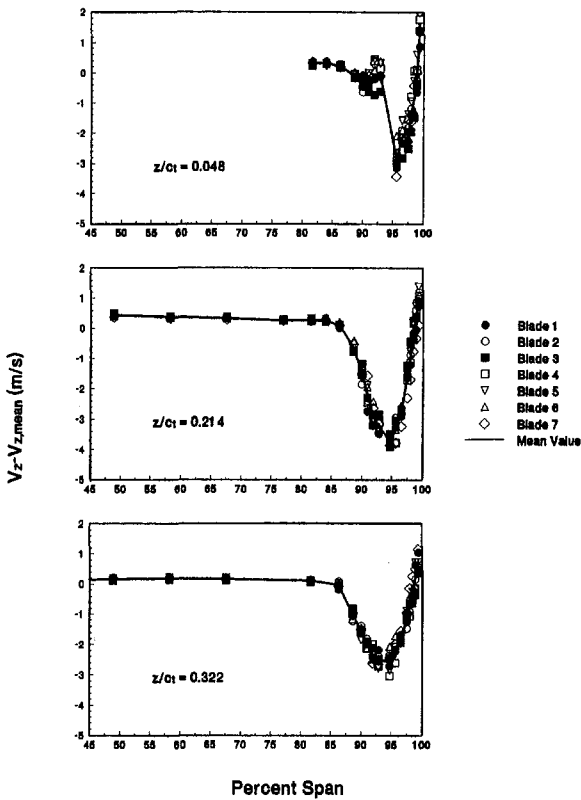 2
1
0
-1
-2
-3
-4
-5
z/ct = 0.048
45 50 55 60 65 70 75 80 85 90 95 100
2
1
0
-1
-2
-3
-4
-5
z/ct = 0.214
45 50 55 60 65 70 75 80 85 90 95 100
2
1
0
-1
-2
-3
-4
-5
z/ct = 0.322
45 50 55 60 65 70 75 80 85 90 95 100
Vz-Vz,mean (m/s)
Percent Span
Blade 1
Blade 2
Blade 3
Blade 4
Blade 5
Blade 6
Blade 7
Mean Value